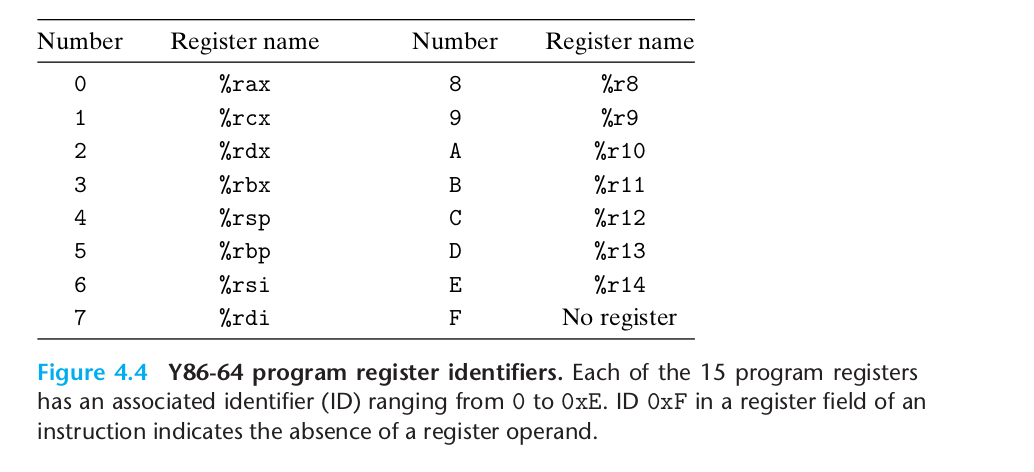 Number Register name Number Register name
0 %rax 8 %r8
1 %rcx 9 %r9
2 %rdx A %r10
3 %rbx B %r11
4 %rsp C %r12
5 %rbp D %r13
6 %rsi E %r14
7 %rdi F No register
Figure 4.4 Y86-64 program register identifiers. Each of the 15 program registers
has an associated identifier (ID) ranging from 0 to 0xE. ID 0xF in a register field of an
instruction indicates the absence of a register operand.